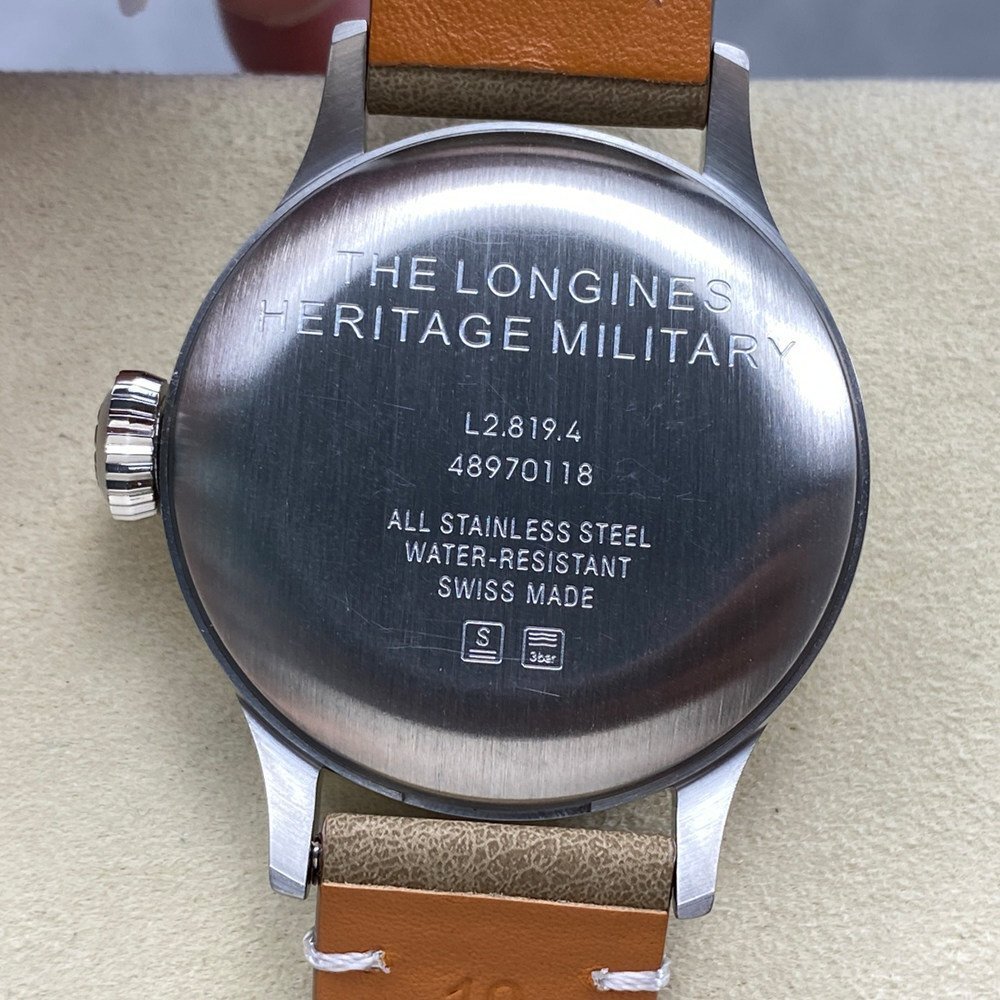 THE LONGINES
HERITAGE MILITARY
L2.819.4
48970118
ALL STAINLESS STEEL
WATER-RESISTANT
SWISS MADE
S
3bar